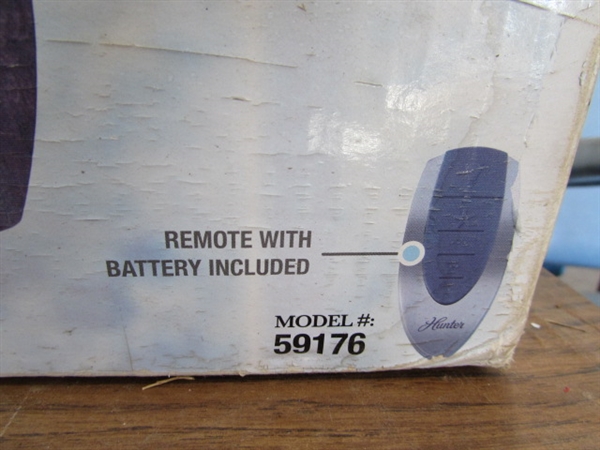 REMOTE WITH
BATTERY INCLUDED
MODEL #:
59176
Hunter